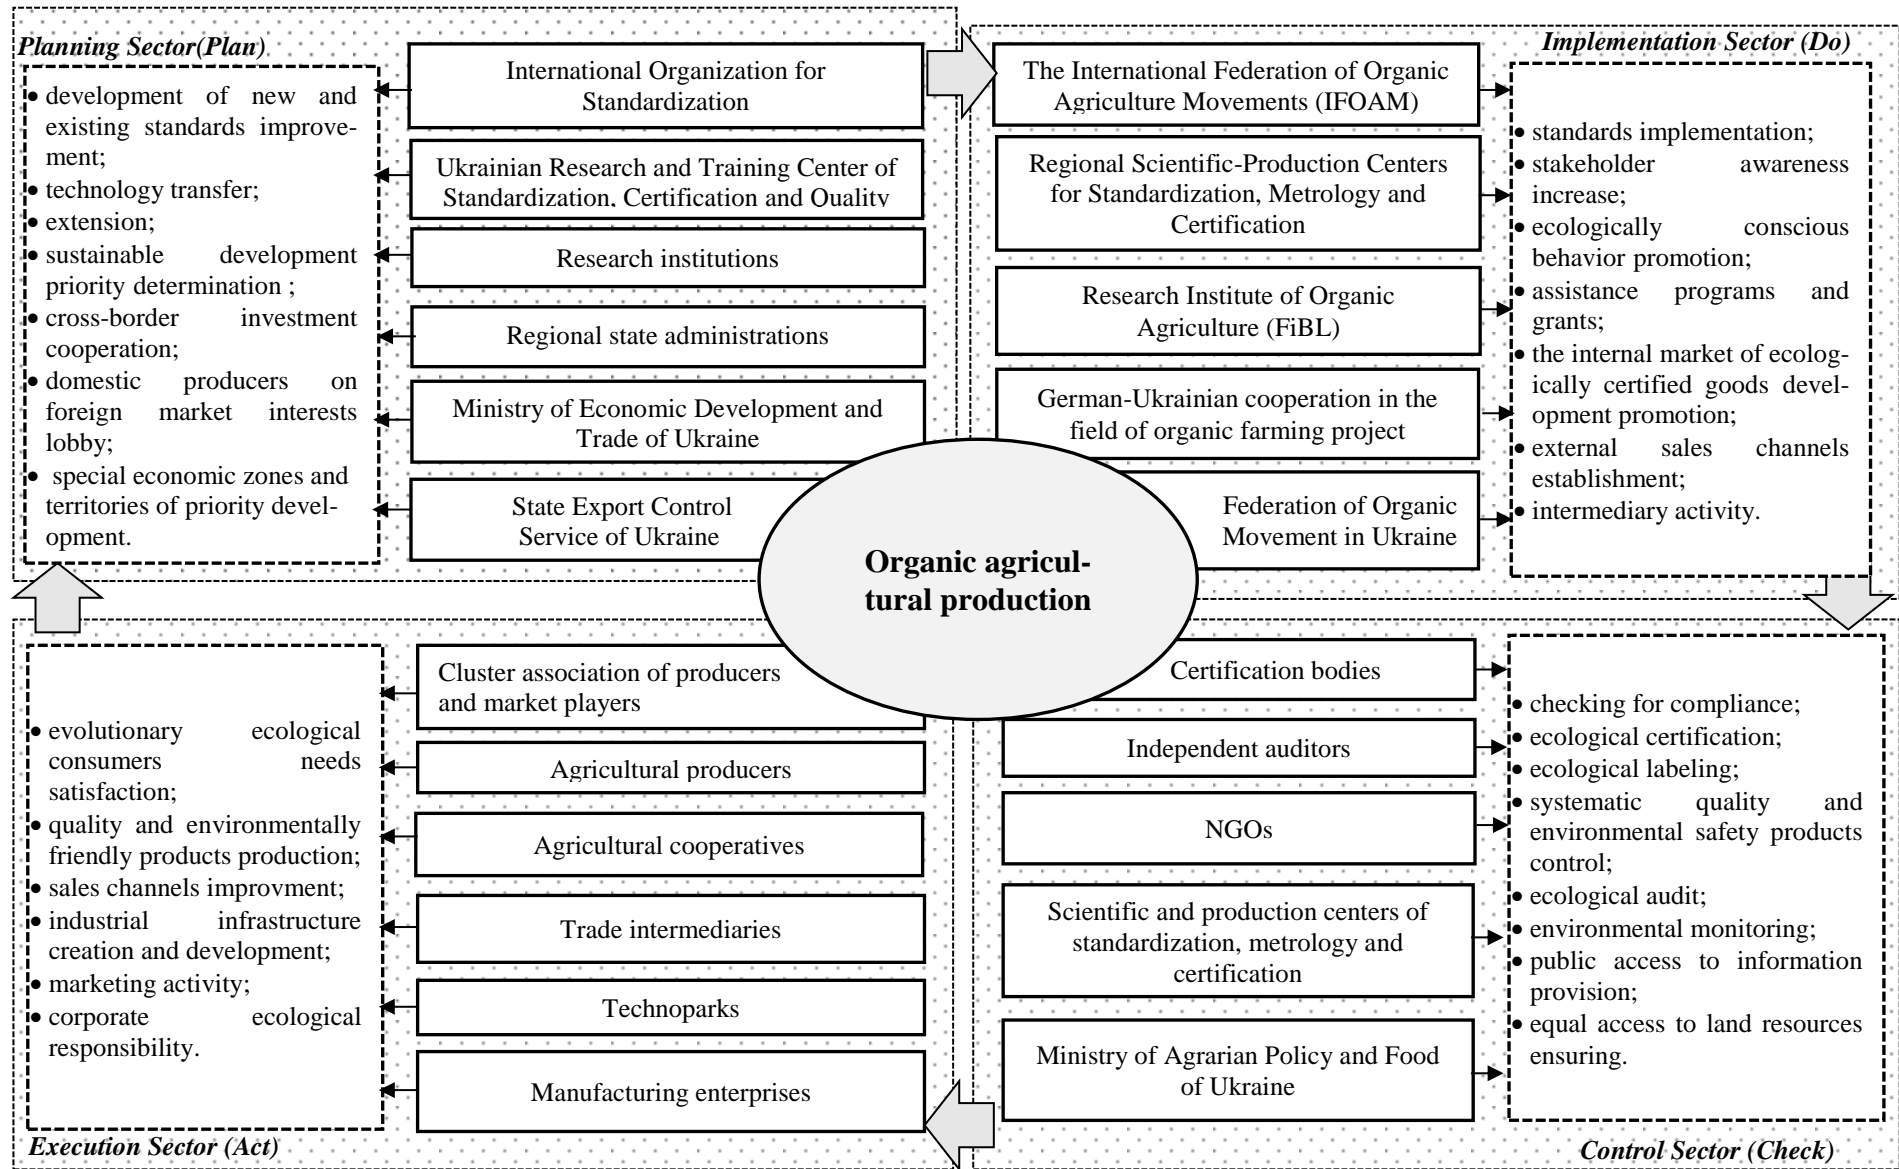 Planning Sector(Plan)
• development of new and
existing standards improve-
ment;
• technology transfer;
• extension;
• sustainable development
priority determination ;
• cross-border investment
cooperation;
• domestic producers on
foreign market interests
lobby;
• special economic zones and
territories of priority devel-
opment.
International Organization for
Standardization
Ukrainian Research and Training Center of
Standardization, Certification and Quality
Research institutions
Regional state administrations
Ministry of Economic Development and
Trade of Ukraine
State Export Control
Service of Ukraine
Implementation Sector (Do)
The International Federation of Organic
Agriculture Movements (IFOAM)
Regional Scientific-Production Centers
for Standardization, Metrology and
Certification
Research Institute of Organic
Agriculture (FiBL)
German-Ukrainian cooperation in the
field of organic farming project
Federation of Organic
Movement in Ukraine
• standards implementation;
• stakeholder awareness
increase;
• ecologically conscious
behavior promotion;
• assistance programs and
grants;
• the internal market of ecolog-
ically certified goods devel-
opment promotion;
• external sales channels
establishment;
• intermediary activity.
Organic agricul-
tural production
• evolutionary ecological
consumers needs
satisfaction;
• quality and environmentally
friendly products production;
• sales channels improvment;
• industrial infrastructure
creation and development;
• marketing activity;
• corporate ecological
responsibility.
Cluster association of producers
and market players
Agricultural producers
Agricultural cooperatives
Trade intermediaries
Technoparks
Manufacturing enterprises
Execution Sector (Act)
Certification bodies
Independent auditors
NGOs
Scientific and production centers of
standardization, metrology and
certification
Ministry of Agrarian Policy and Food
of Ukraine
• checking for compliance;
• ecological certification;
• ecological labeling;
• systematic quality and
environmental safety products
control;
• ecological audit;
• environmental monitoring;
• public access to information
provision;
• equal access to land resources
ensuring.
Control Sector (Check)